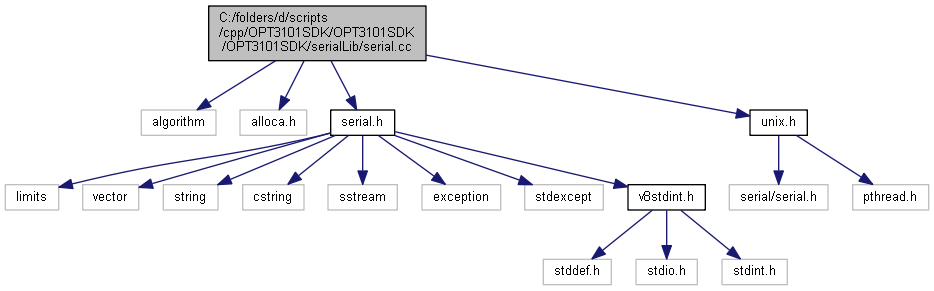 C:/folders/d/scripts
/cpp/OPT3101SDK/OPT3101SDK
/OPT3101SDK/serialLib/serial.cc
algorithm
alloca.h
serial.h
unix.h
limits
vector
string
cstring
sstream
exception
stdexcept
v8stdint.h
serial/serial.h
pthread.h
stddef.h
stdio.h
stdint.h